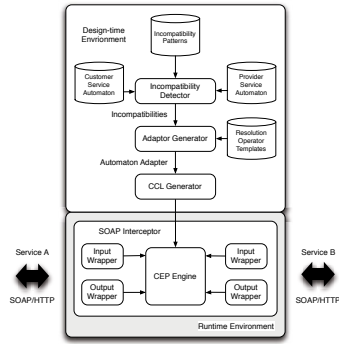 Design-time
Envrionment
Incompatibility
Patterns
Customer
Service
Automaton
Incompatibility
Detector
Provider
Service
Automaton
Incompatibilities
Adaptor Generator
Resolution
Operator
Templates
Automaton Adapter
CCL Generator
SOAP Interceptor
Service A
SOAP/HTTP
Input
Wrapper
Output
Wrapper
CEP Engine
Input
Wrapper
Output
Wrapper
Service B
SOAP/HTTP
Runtime Environment